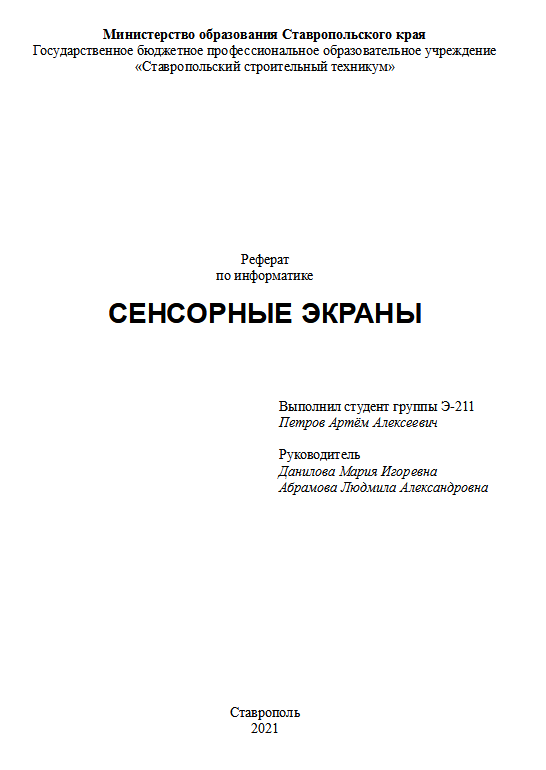 Министерство образования Ставропольского края
Государственное бюджетное профессиональное образовательное учреждение
«Ставропольский строительный техникум»
Реферат
по информатике
СЕНСОРНЫЕ ЭКРАНЫ
Выполнил студент группы Э-211
Петров Артём Алексеевич
Руководитель
Данилова Мария Игоревна
Абрамова Людмила Александровна
Ставрополь
2021